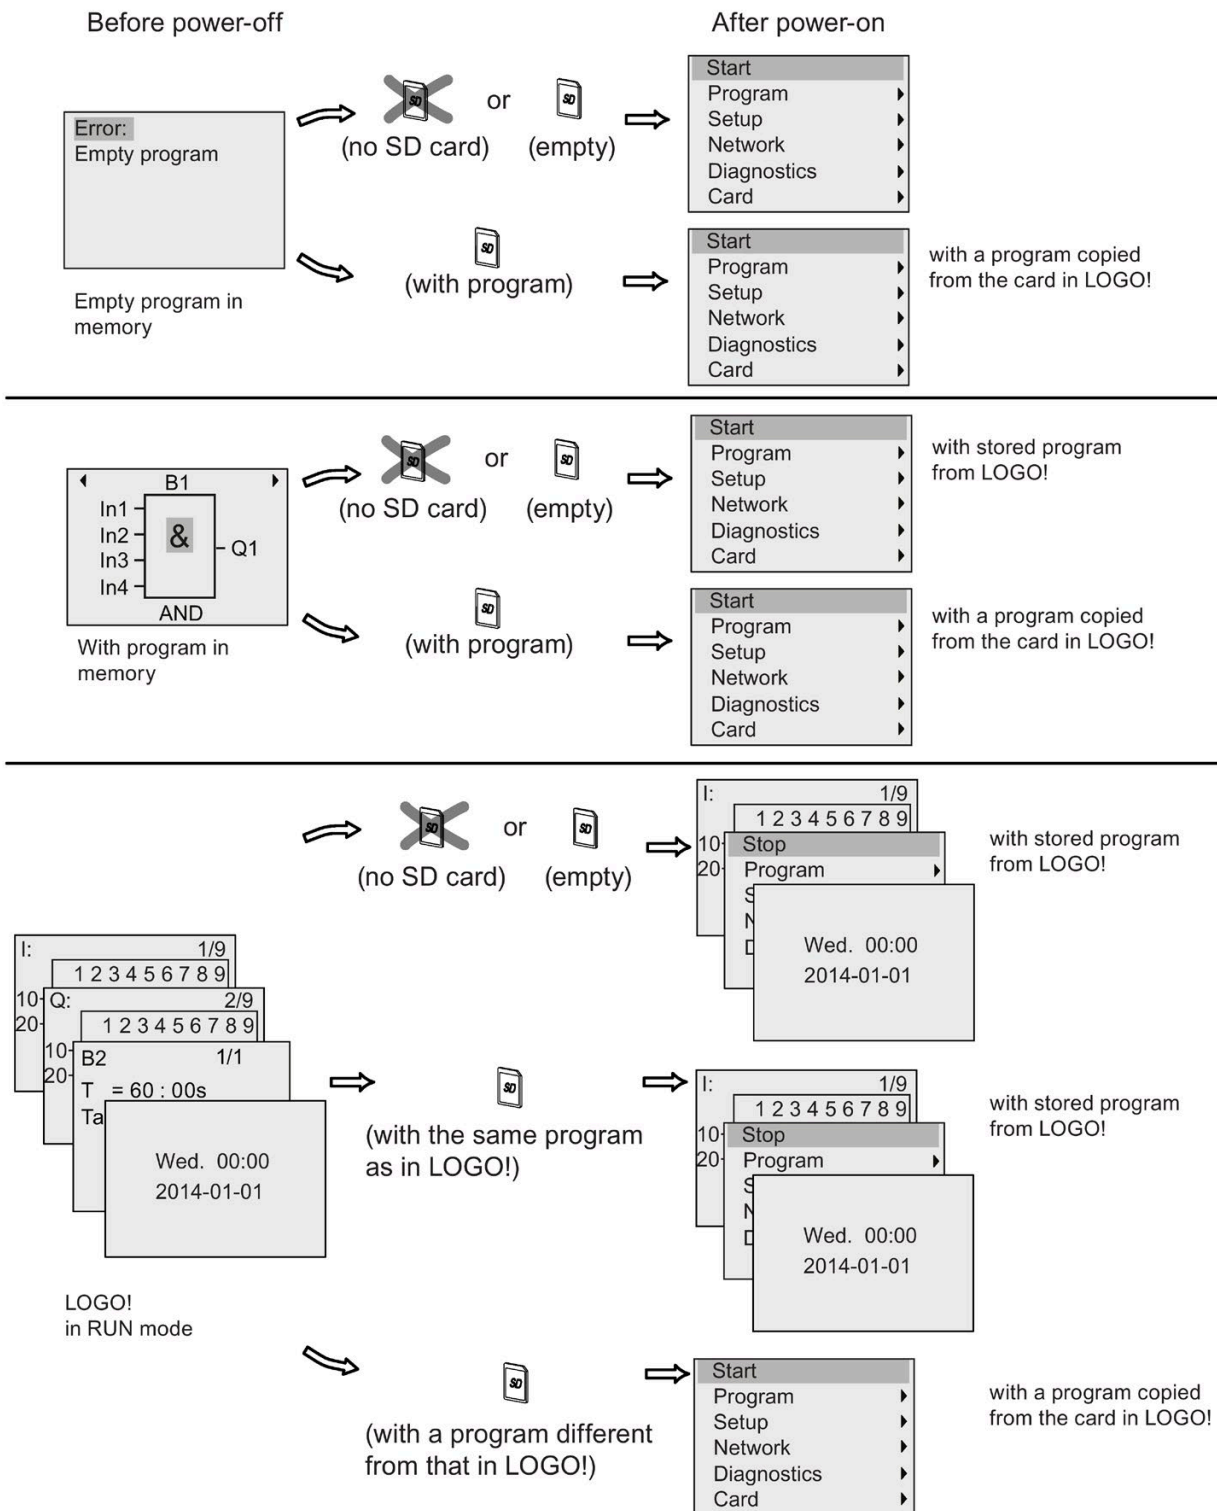 Before power-off
After power-on
Error:
Empty program
Empty program in
memory
SD
or
SD
(no SD card)
(empty)
Start
Program
Setup
Network
Diagnostics
Card
SD
(with program)
Start
Program
Setup
Network
Diagnostics
Card
with a program copied
from the card in LOGO!
B1
In1
In2
In3
In4
&
Q1
AND
With program in
memory
SD
or
SD
(no SD card)
(empty)
Start
Program
Setup
Network
Diagnostics
Card
with stored program
from LOGO!
SD
(with program)
Start
Program
Setup
Network
Diagnostics
Card
with a program copied
from the card in LOGO!
SD
or
SD
(no SD card)
(empty)
I: 1/9
1 2 3 4 5 6 7 8 9
10
20
Stop
Program
S
N
D
Wed. 00:00
2014-01-01
with stored program
from LOGO!
I: 1/9
1 2 3 4 5 6 7 8 9
10
20
Q: 2/9
1 2 3 4 5 6 7 8 9
10
20
B2 1/1
T = 60 : 00s
Ta
Wed. 00:00
2014-01-01
LOGO!
in RUN mode
SD
(with the same program
as in LOGO!)
I: 1/9
1 2 3 4 5 6 7 8 9
10
20
Stop
Program
S
N
D
Wed. 00:00
2014-01-01
with stored program
from LOGO!
SD
(with a program different
from that in LOGO!)
Start
Program
Setup
Network
Diagnostics
Card
with a program copied
from the card in LOGO!